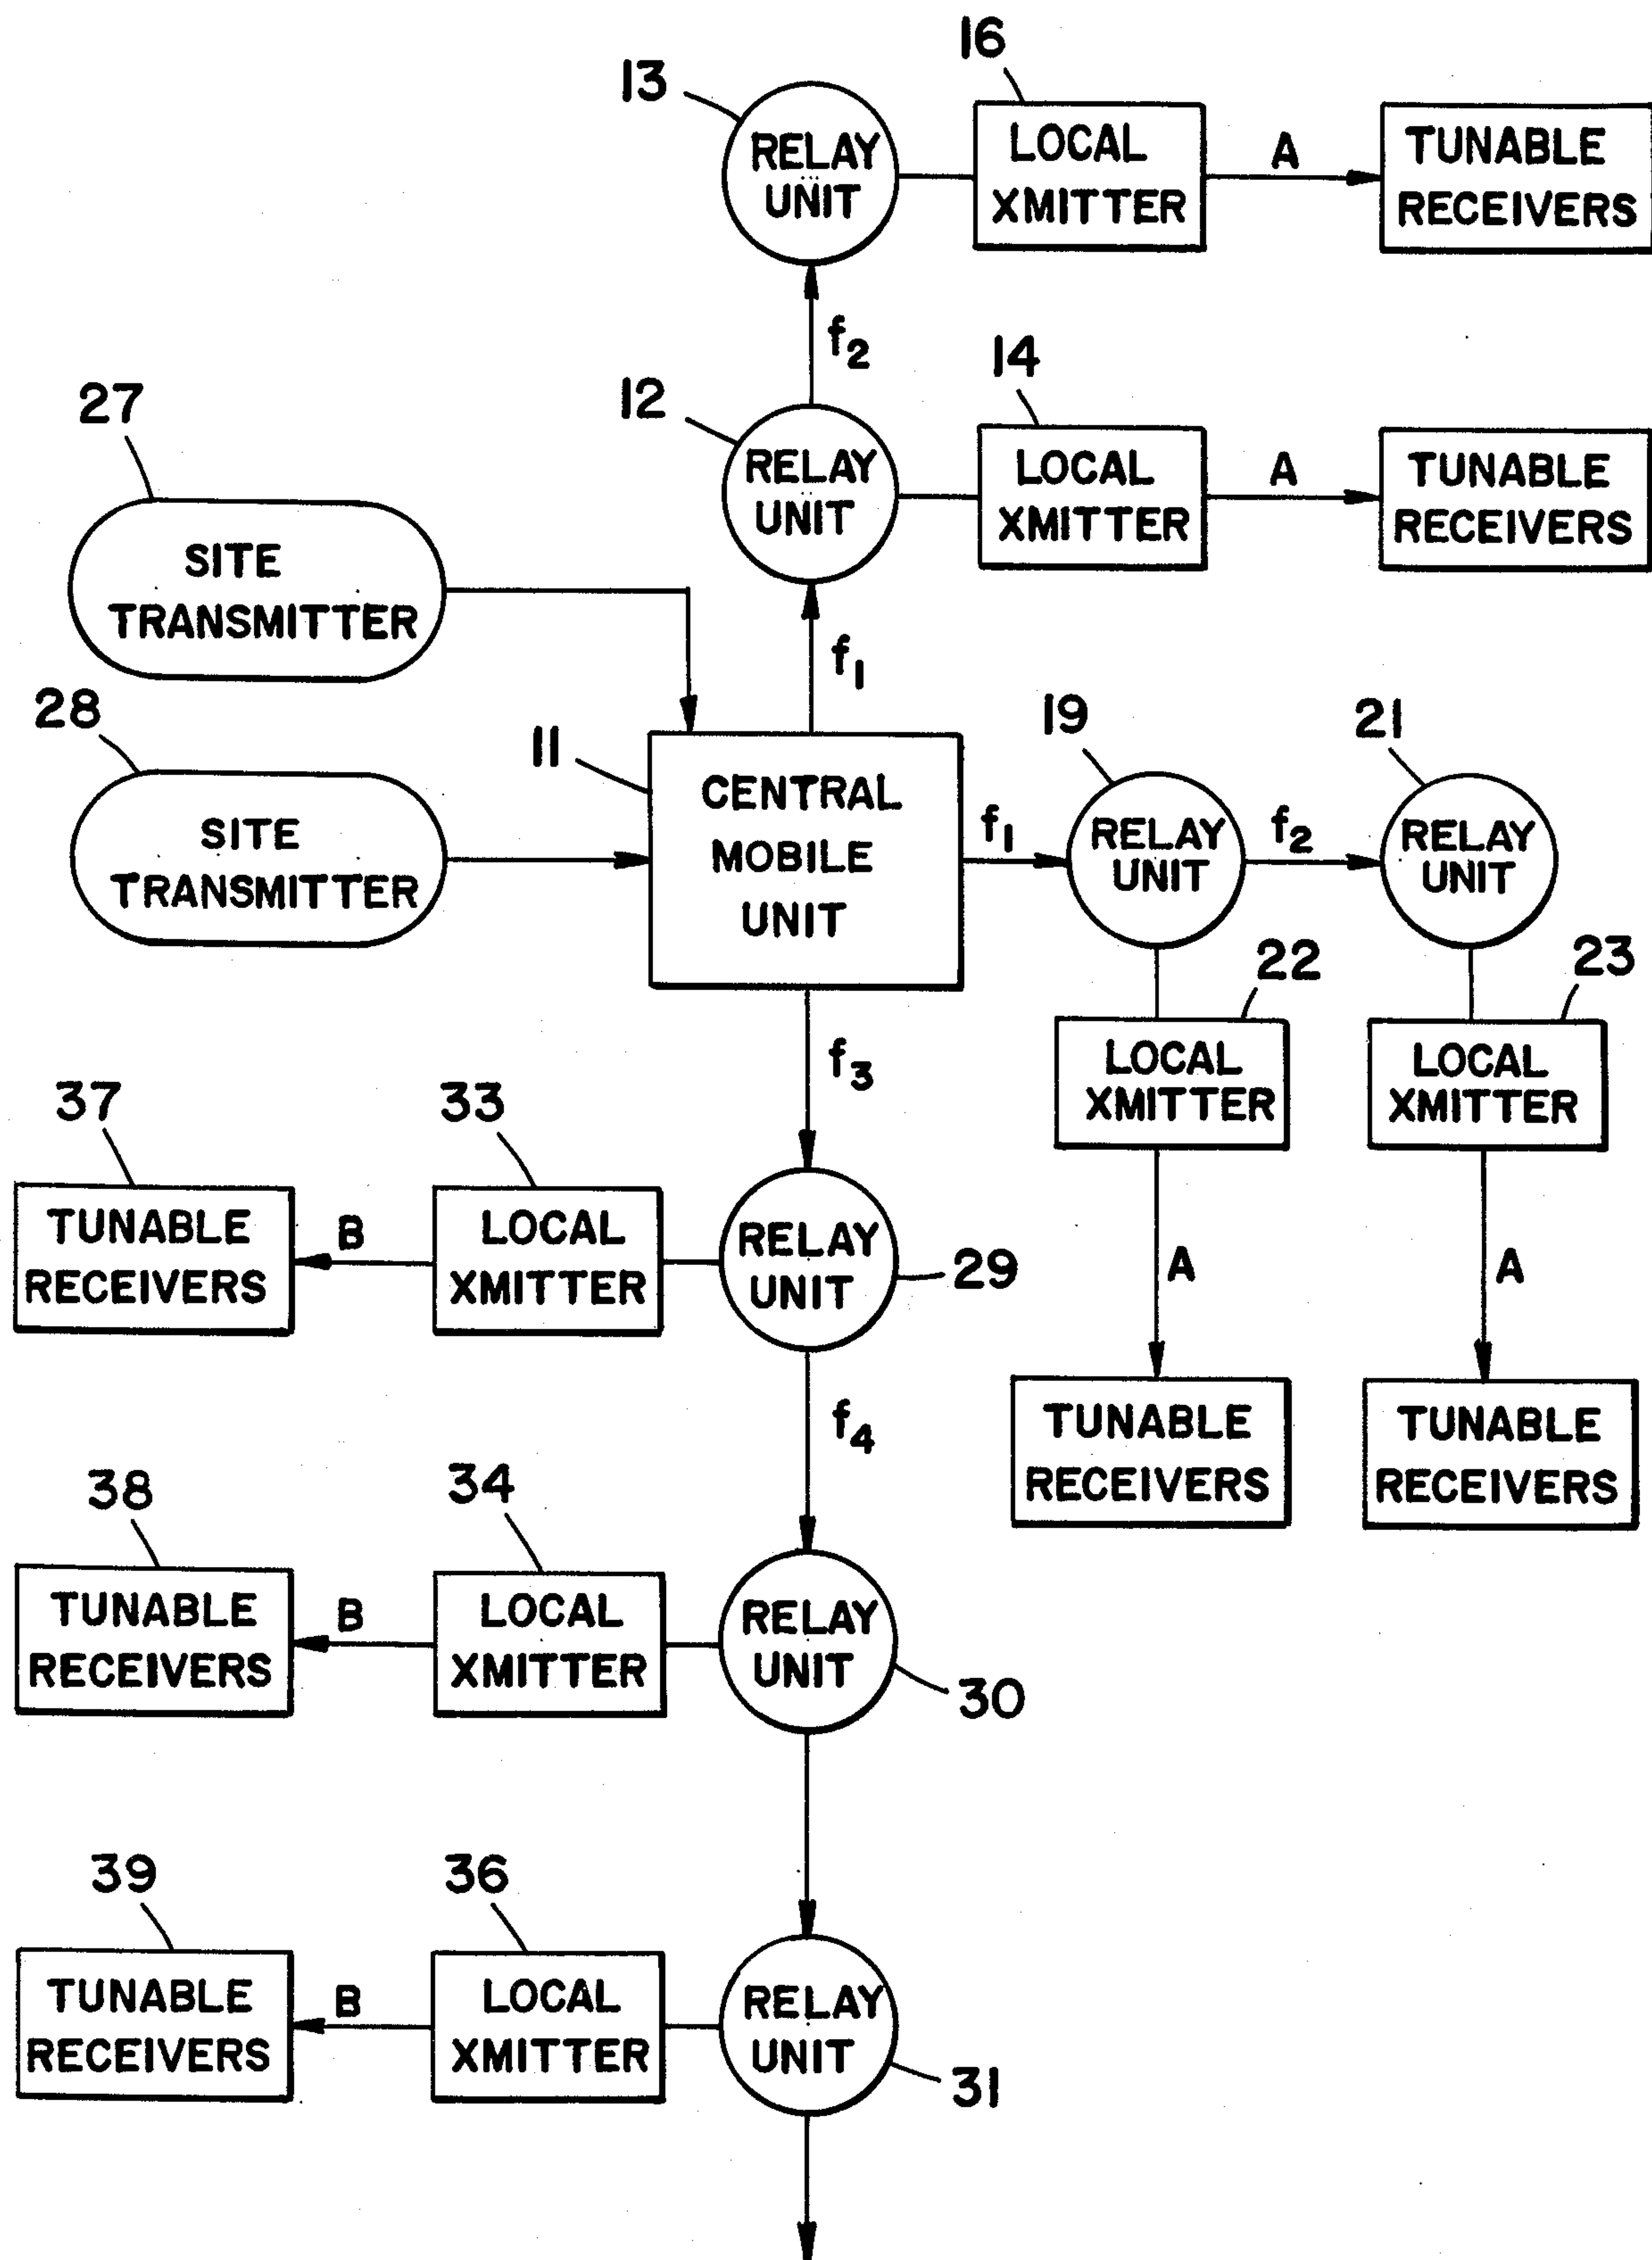 16
13
RELAY
UNIT
LOCAL
XMITTER
A
TUNABLE
RECEIVERS
f2
14
12
RELAY
UNIT
LOCAL
XMITTER
A
TUNABLE
RECEIVERS
27
SITE
TRANSMITTER
f1
28
SITE
TRANSMITTER
11
CENTRAL
MOBILE
UNIT
f1
19
RELAY
UNIT
f2
21
RELAY
UNIT
22
LOCAL
XMITTER
23
LOCAL
XMITTER
f3
37
TUNABLE
RECEIVERS
B
33
LOCAL
XMITTER
RELAY
UNIT
29
A
A
TUNABLE
RECEIVERS
TUNABLE
RECEIVERS
f4
38
TUNABLE
RECEIVERS
B
34
LOCAL
XMITTER
RELAY
UNIT
30
39
TUNABLE
RECEIVERS
B
36
LOCAL
XMITTER
RELAY
UNIT
31